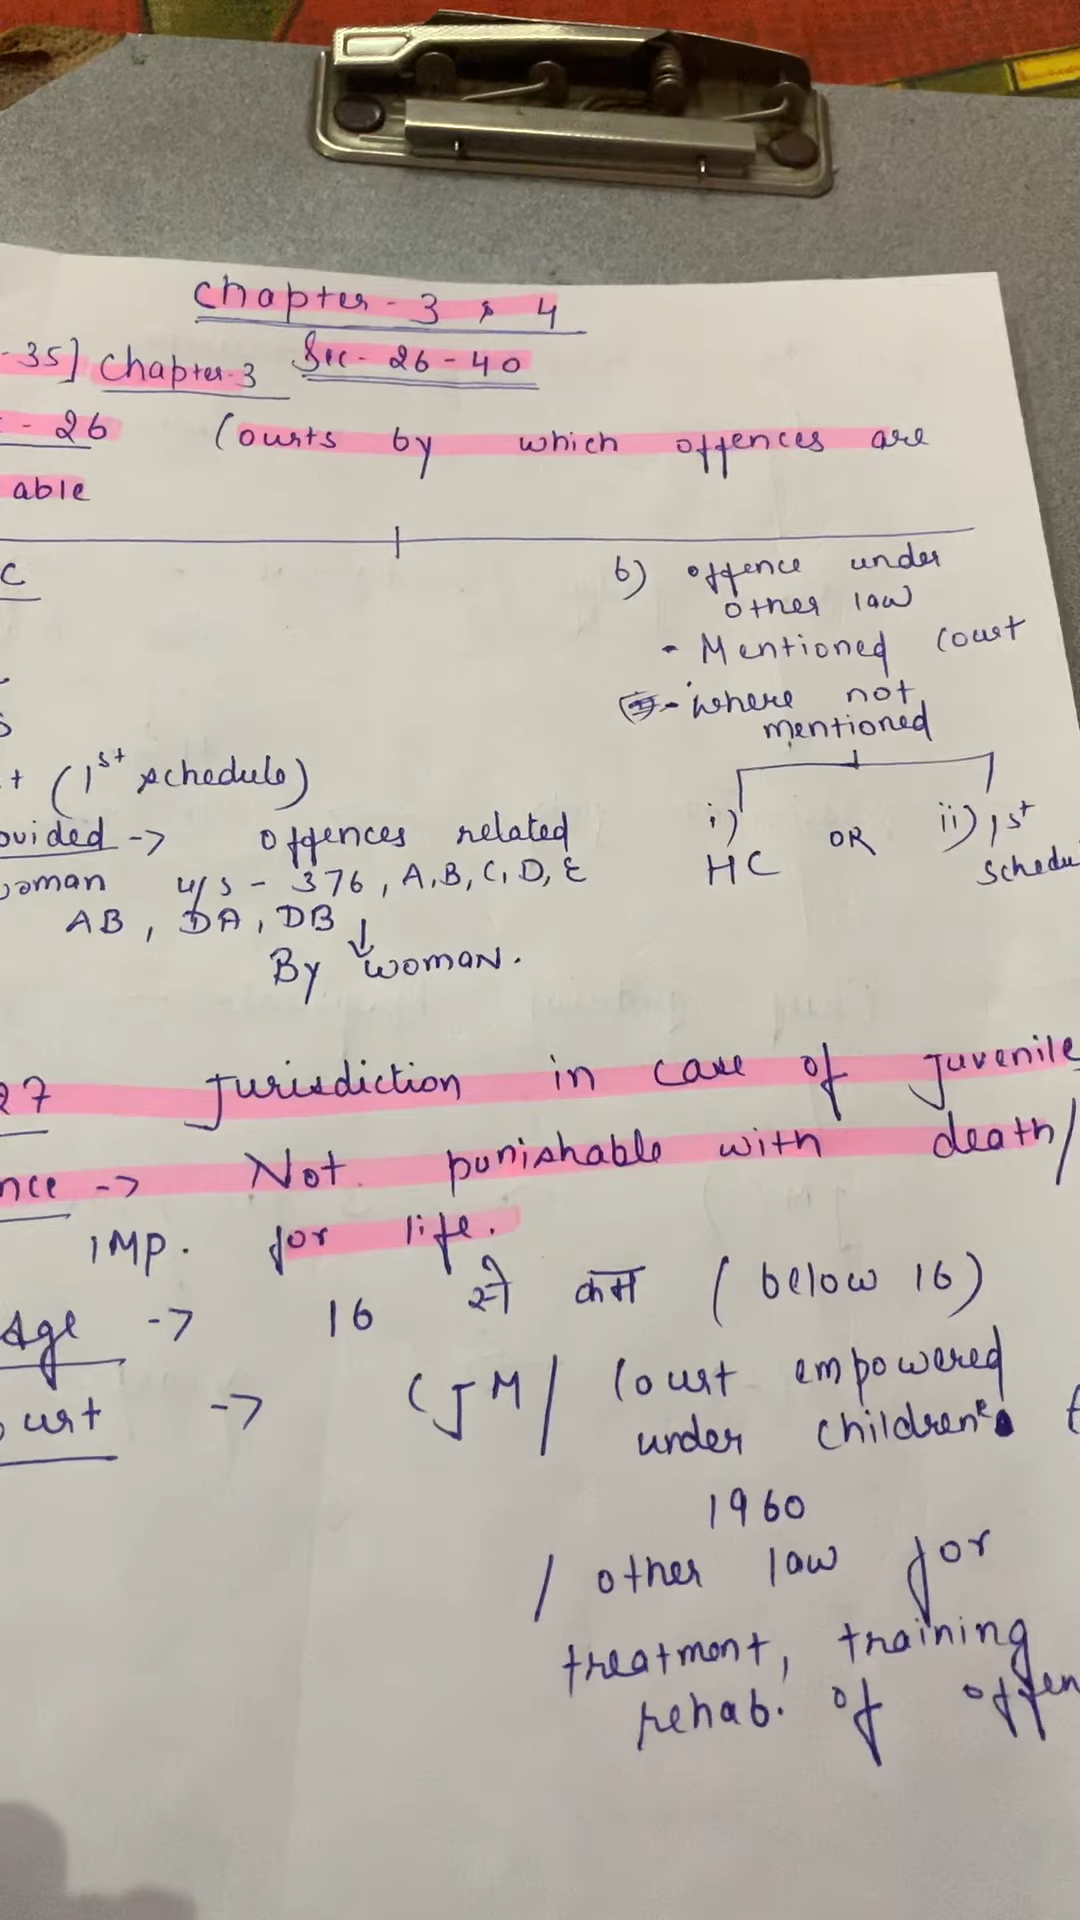 Chapter - 3 & 4
-35] Chapter-3 Sec - 26 - 40
- 26 Courts by which offences are
able
C
b) offence under
other law
- Mentioned court
- where not
mentioned
(1st schedule)
ovided -> offences related
woman u/s - 376, A, B, C, D, E
AB, DA, DB ↓
By woman.
i) HC OR ii) 1st
schedu
27 Jurisdiction in case of Juvenile
nce -> Not punishable with death/
imp. for life.
Age -> 16 से कम (below 16)
ourt -> CJM / Court empowered
under children
1960
/ other law for
treatment, training
rehab. of offen